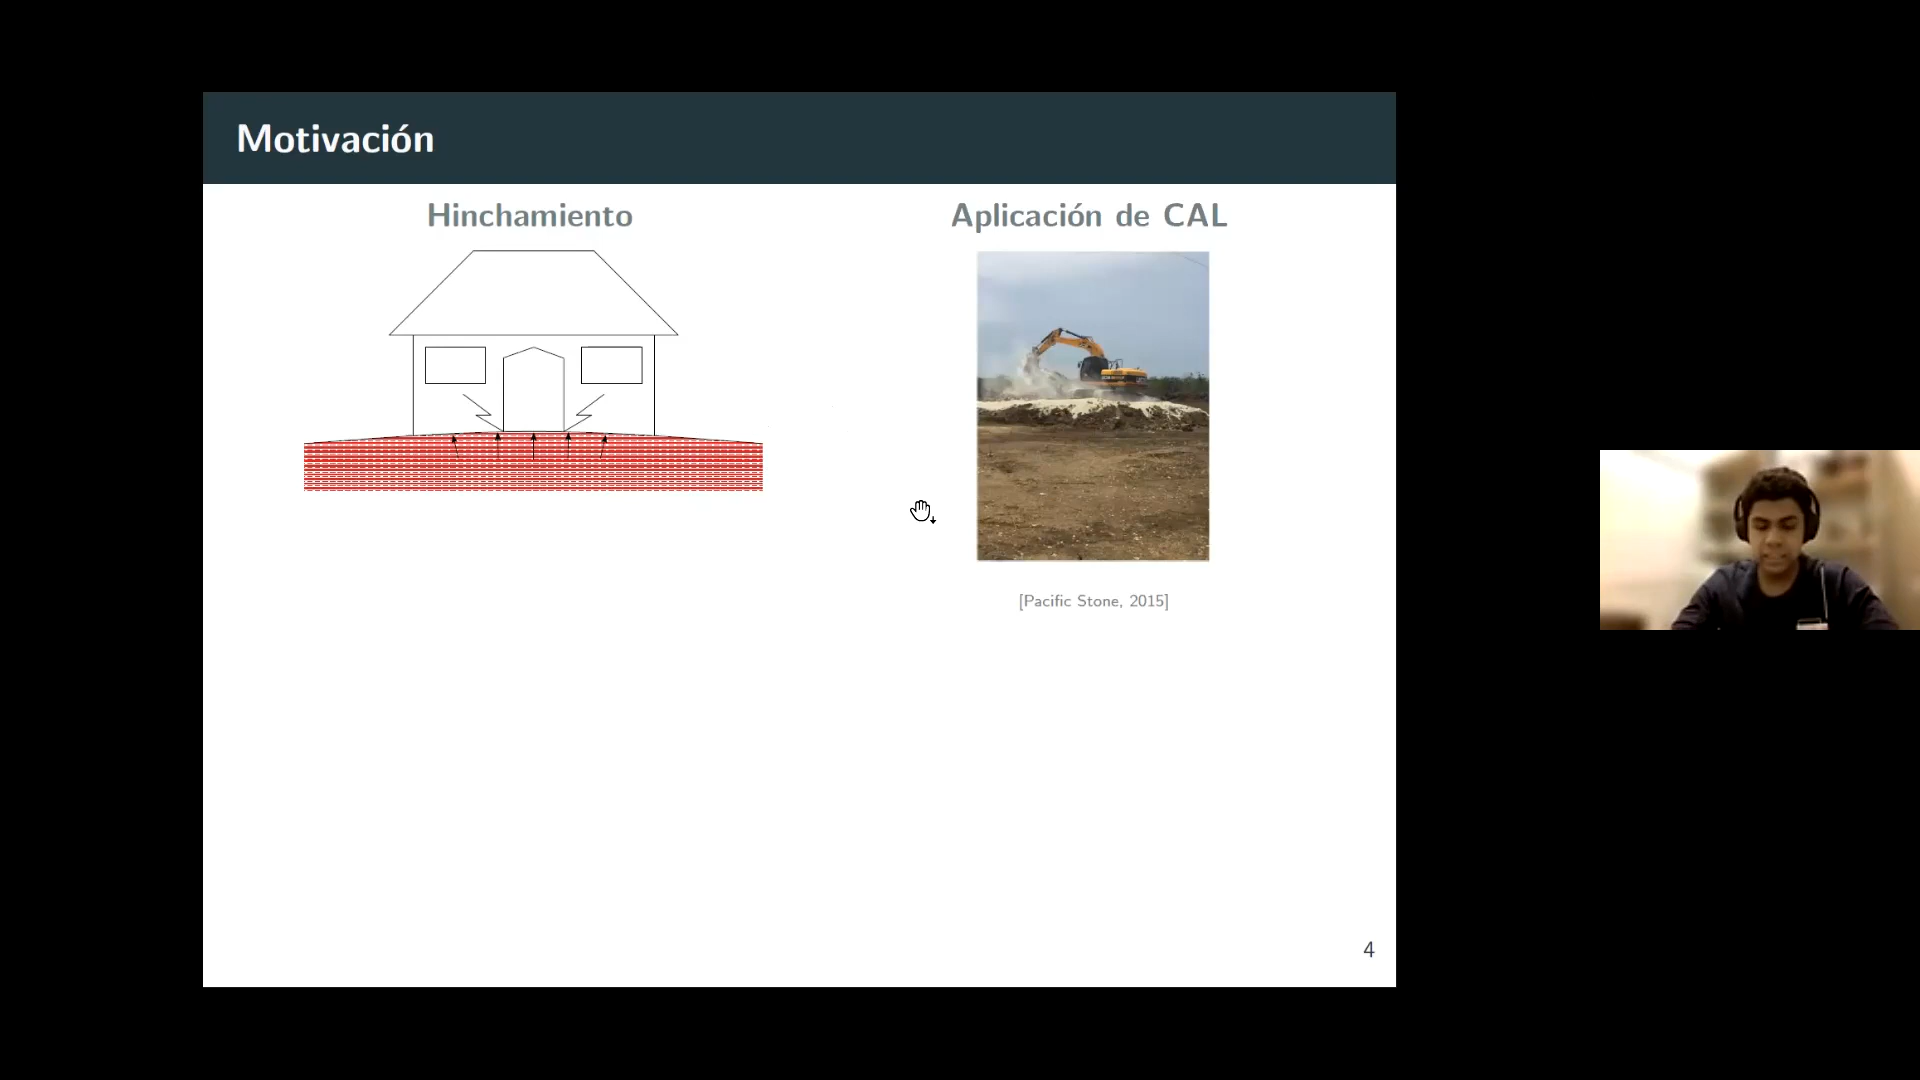 Motivación
Hinchamiento
Aplicación de CAL
[Pacific Stone, 2015]
4